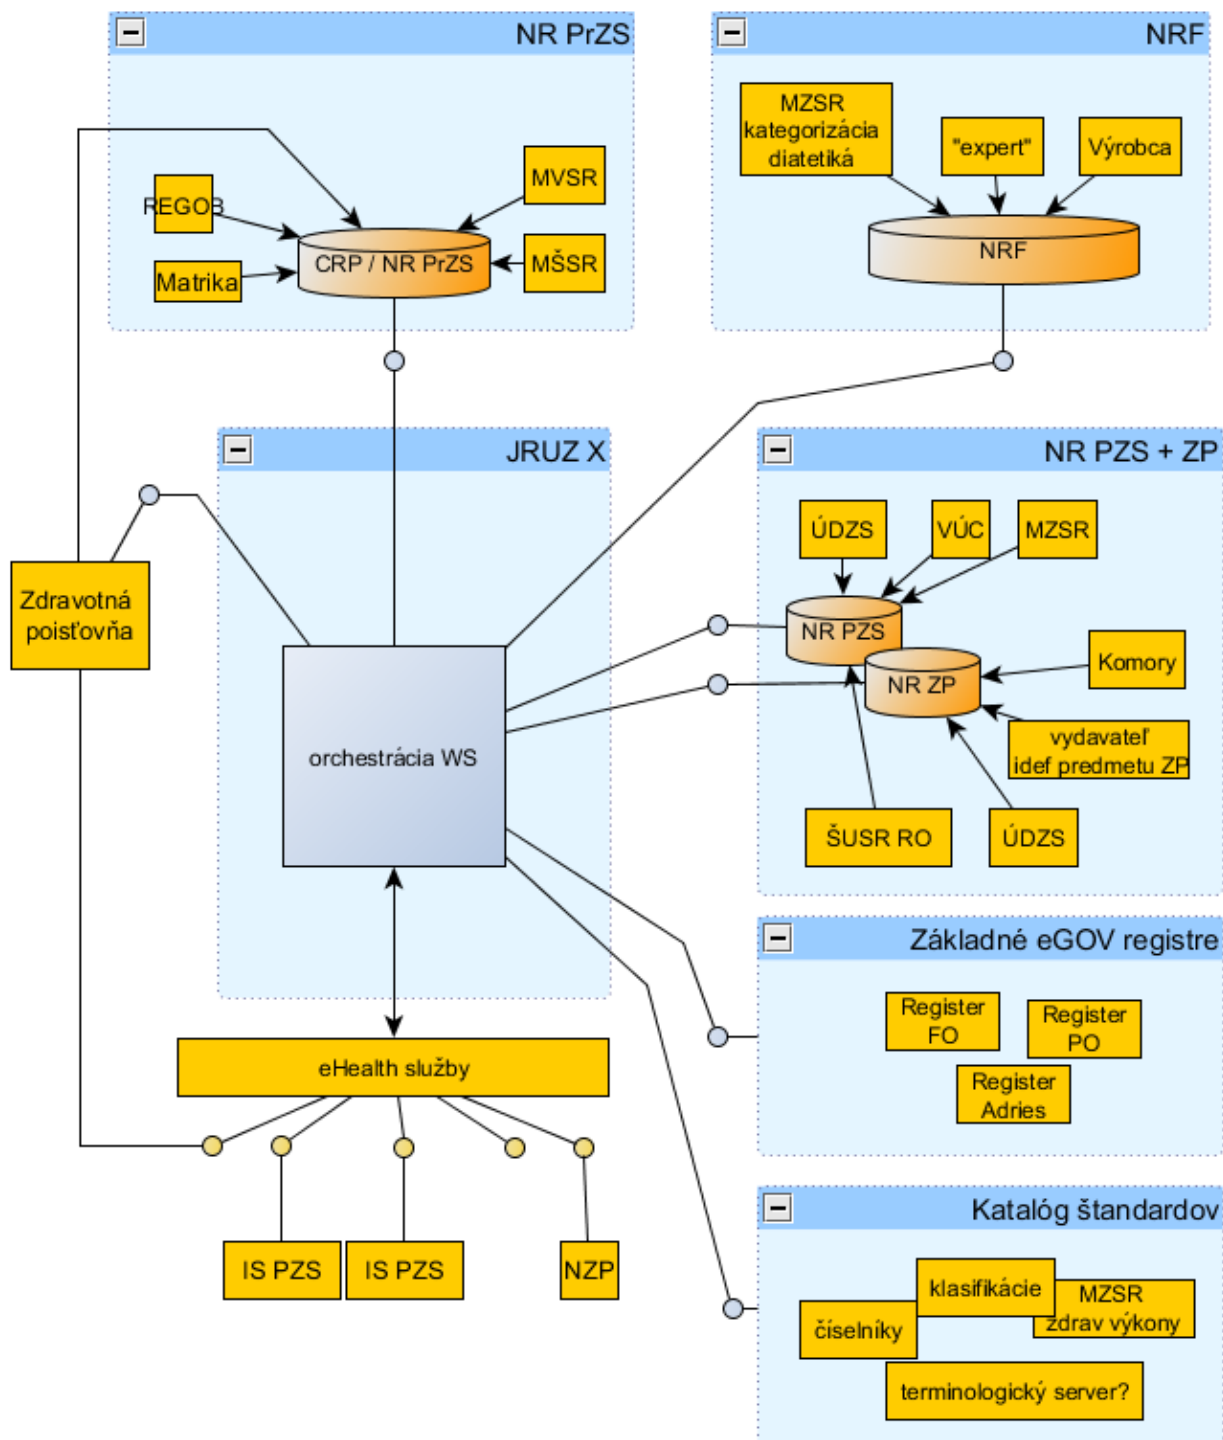 NR PrZS
NRF
MZSR
kategorizácia
diatetiká
"expert"
Výrobca
MVSR
REGOB
CRP / NR PrZS
MŠSR
Matrika
NRF
JRUZ X
NR PZS + ZP
ÚDZS
VÚC
MZSR
Zdravotná
poisťovňa
NR PZS
Komory
NR ZP
vydavateľ
idef predmetu ZP
orchestrácia WS
ŠUSR RO
ÚDZS
Základné eGOV registre
Register
FO
Register
PO
Register
Adries
eHealth služby
IS PZS
IS PZS
NZP
Katalóg štandardov
klasifikácie
MZSR
zdrav výkony
číselníky
terminologický server?